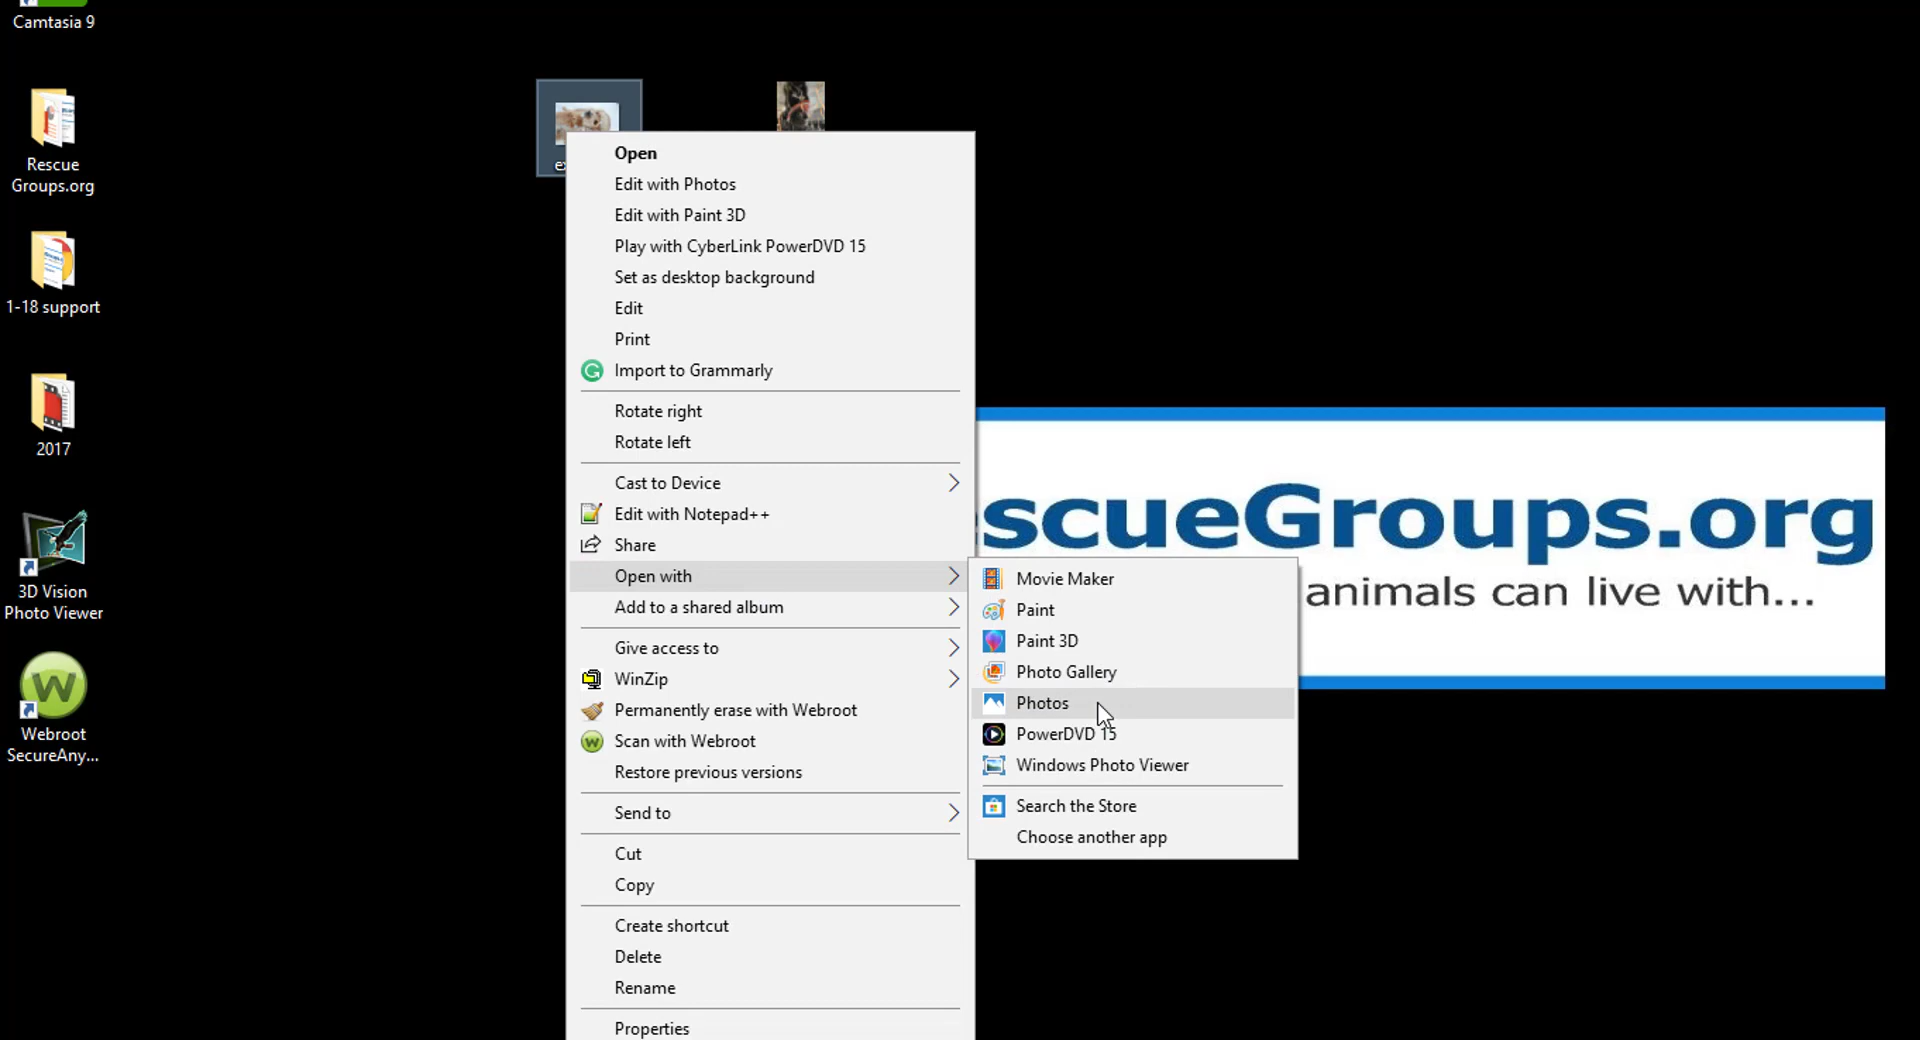 Camtasia 9
Rescue
Groups.org
1-18 support
2017
3D Vision
Photo Viewer
Webroot
SecureAny...
Open
Edit with Photos
Edit with Paint 3D
Play with CyberLink PowerDVD 15
Set as desktop background
Edit
Print
Import to Grammarly
Rotate right
Rotate left
Cast to Device
Edit with Notepad++
Share
Open with
Add to a shared album
Give access to
WinZip
Permanently erase with Webroot
Scan with Webroot
Restore previous versions
Send to
Cut
Copy
Create shortcut
Delete
Rename
Properties
Movie Maker
Paint
Paint 3D
Photo Gallery
Photos
PowerDVD 15
Windows Photo Viewer
Search the Store
Choose another app
escueGroups.org
animals can live with...